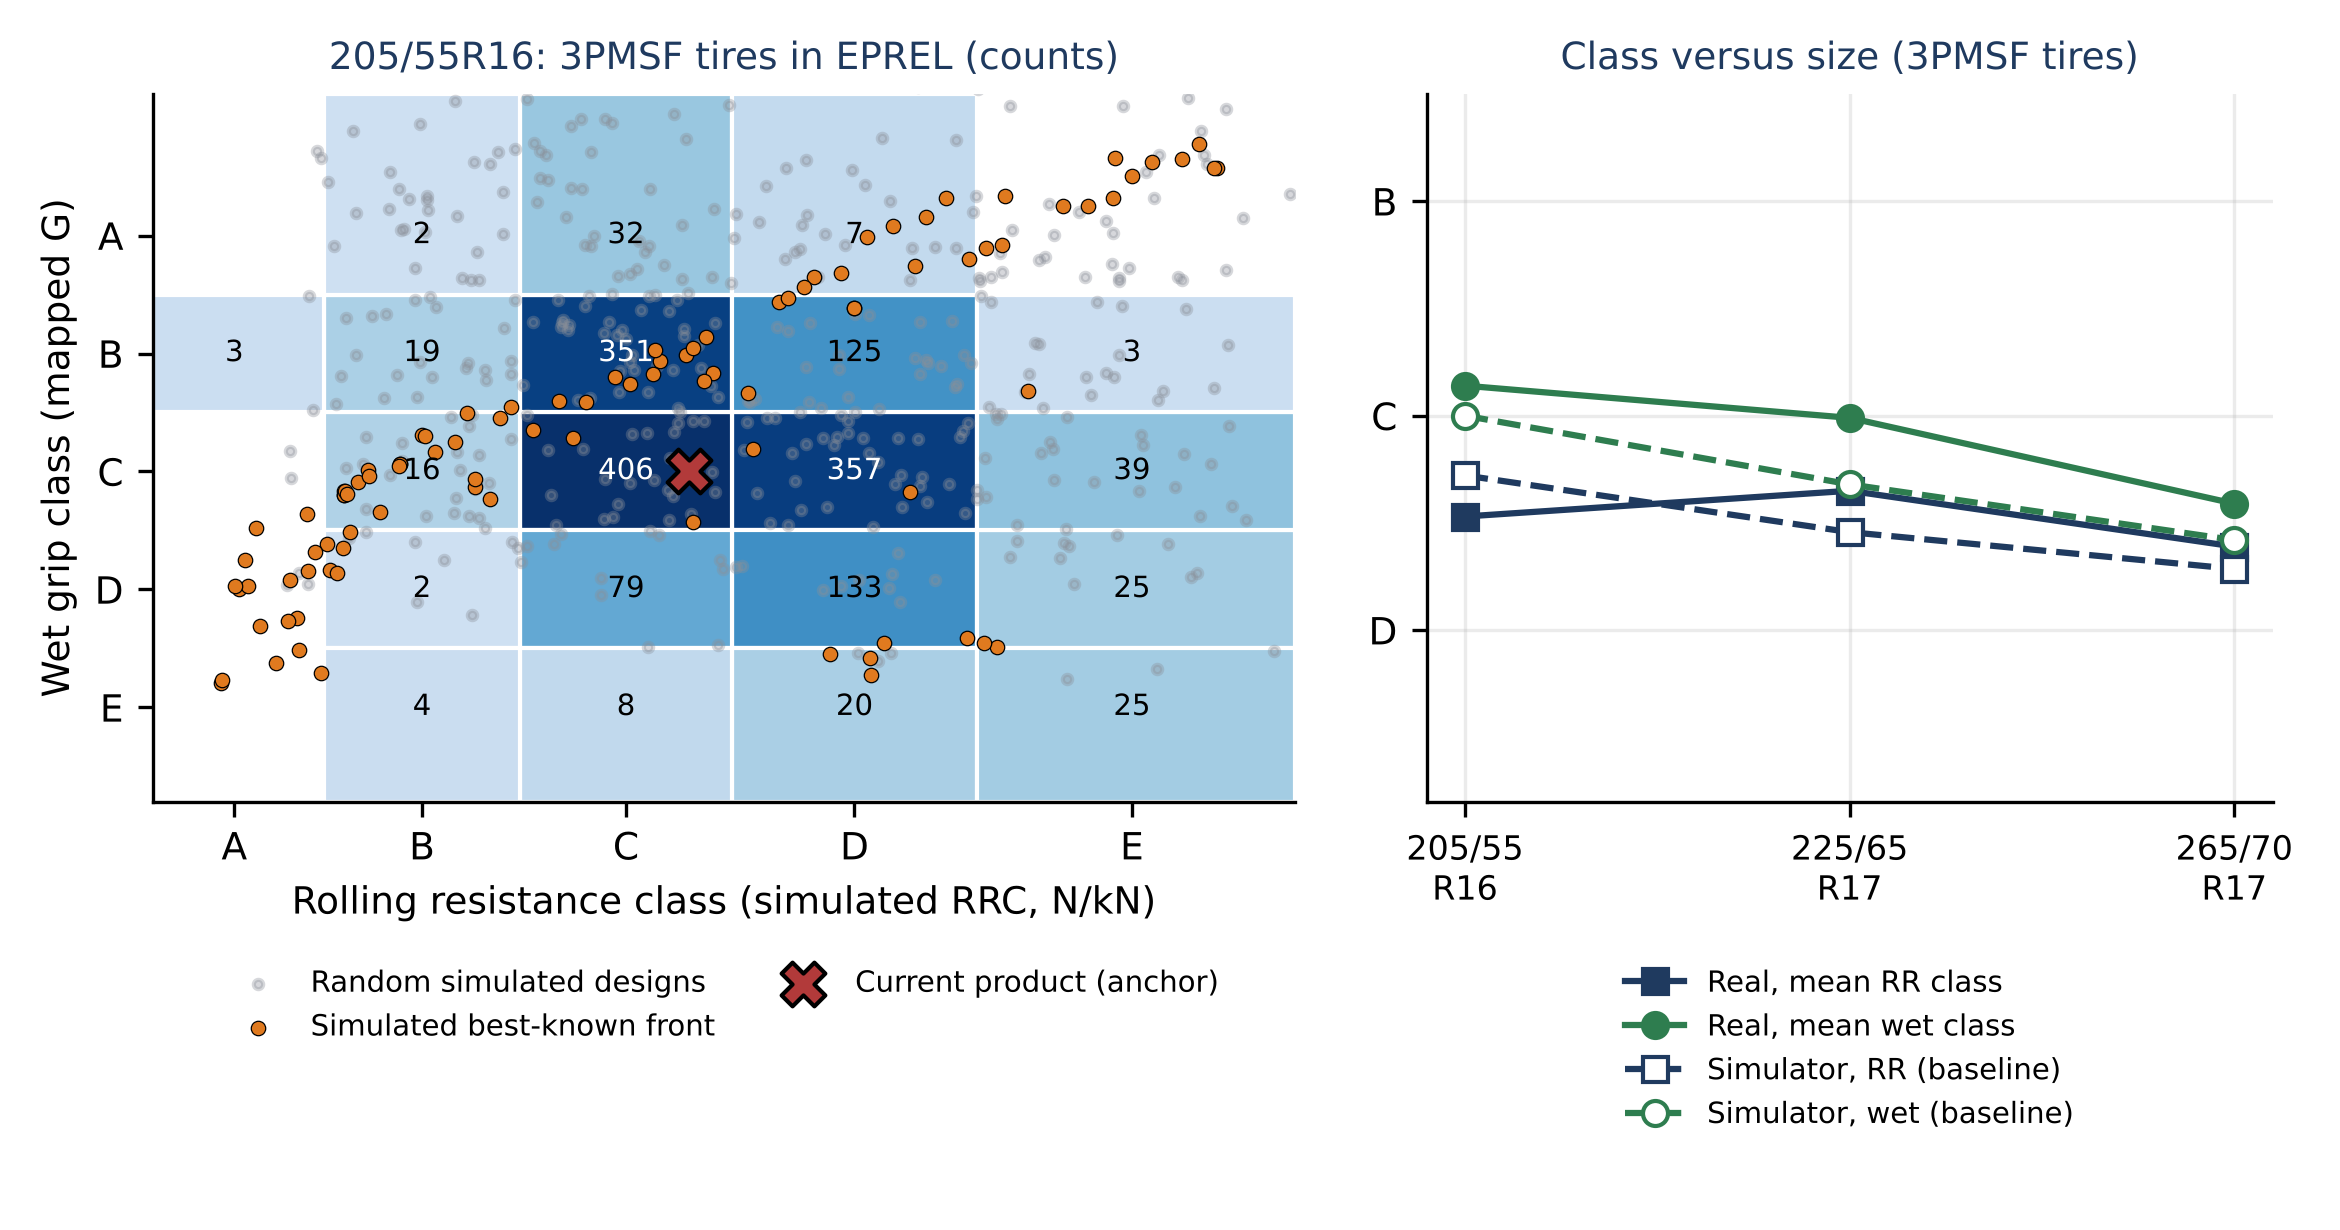 205/55R16: 3PMSF tires in EPREL (counts)
Wet grip class (mapped G)
A
B
C
D
E
2
32
7
3
19
351
125
3
16
406
357
39
2
79
133
25
4
8
20
25
A
B
C
D
E
Rolling resistance class (simulated RRC, N/kN)
Random simulated designs
Simulated best-known front
Current product (anchor)
Class versus size (3PMSF tires)
B
C
D
205/55
R16
225/65
R17
265/70
R17
Real, mean RR class
Real, mean wet class
Simulator, RR (baseline)
Simulator, wet (baseline)